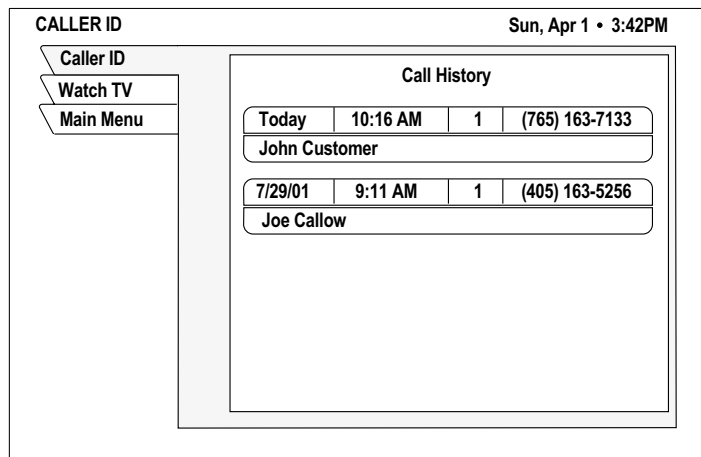 CALLER ID Sun, Apr 1 • 3:42PM
Caler ID
Watch TV
Main Menu
Call History
Today 10:16 AM 1 (765) 163-7133
John Customer
7/29/01 9:11 AM 1 (405) 163-5256
Joe Callow